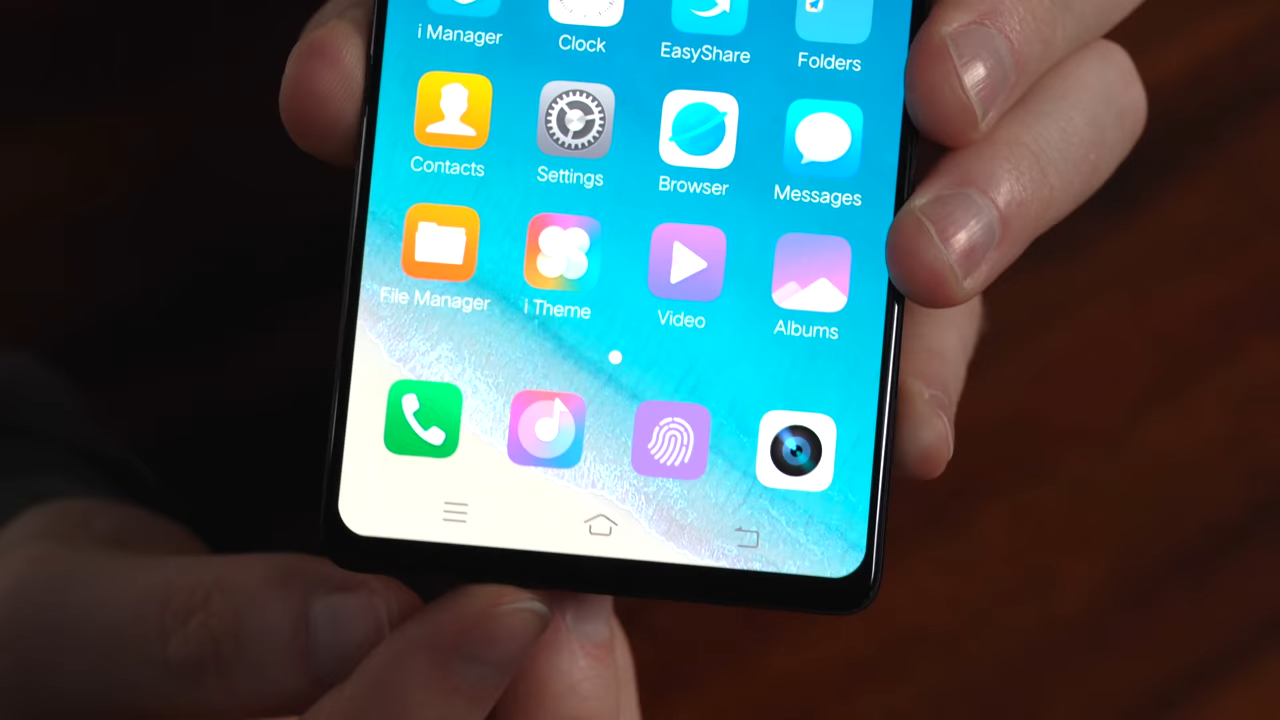 i Manager
Clock
EasyShare
Folders
Contacts
Settings
Browser
Messages
File Manager
i Theme
Video
Albums